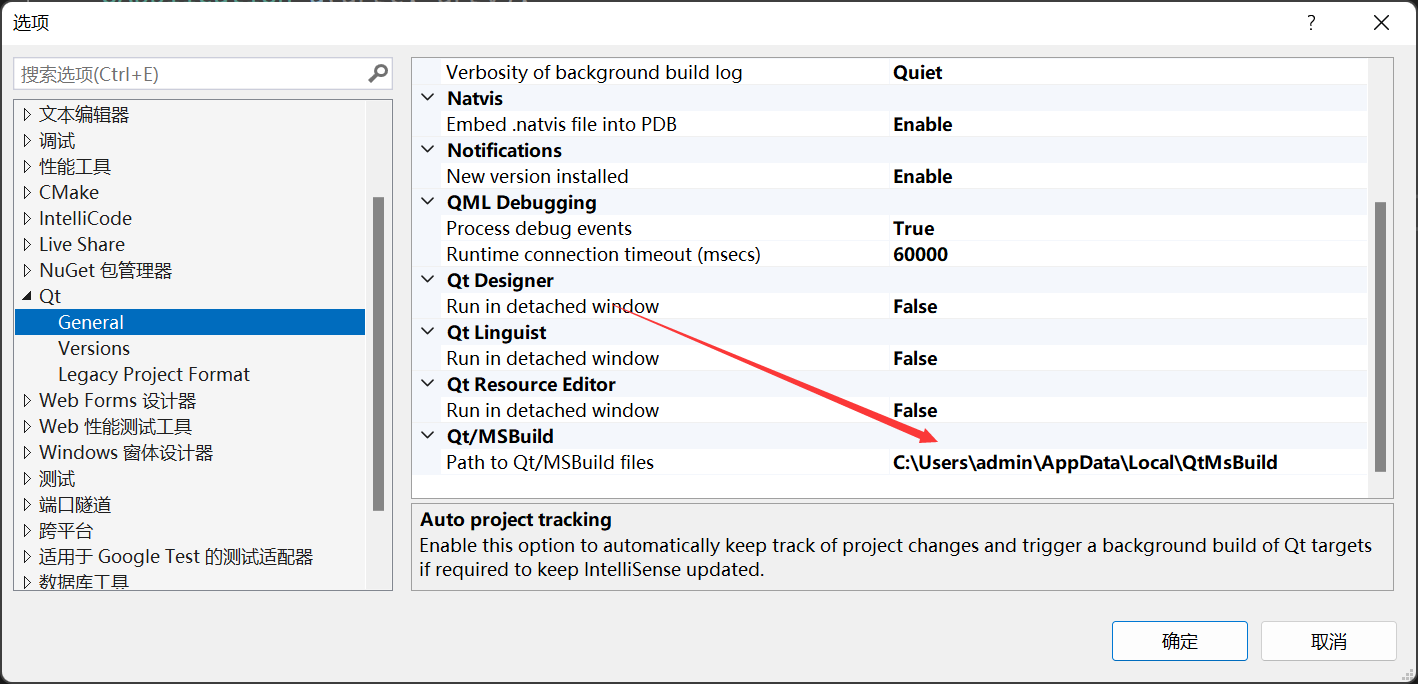 选项
?
搜索选项(Ctrl+E)
文本编辑器
调试
性能工具
CMake
IntelliCode
Live Share
NuGet 包管理器
Qt
General
Versions
Legacy Project Format
Web Forms 设计器
Web 性能测试工具
Windows 窗体设计器
测试
端口隧道
跨平台
适用于 Google Test 的测试适配器
数据库工具
Verbosity of background build log Quiet
Natvis
Embed .natvis file into PDB Enable
Notifications
New version installed Enable
QML Debugging
Process debug events True
Runtime connection timeout (msecs) 60000
Qt Designer
Run in detached window False
Qt Linguist
Run in detached window False
Qt Resource Editor
Run in detached window False
Qt/MSBuild
Path to Qt/MSBuild files C:\Users\admin\AppData\Local\QtMsBuild
Auto project tracking
Enable this option to automatically keep track of project changes and trigger a background build of Qt targets
if required to keep IntelliSense updated.
确定 取消